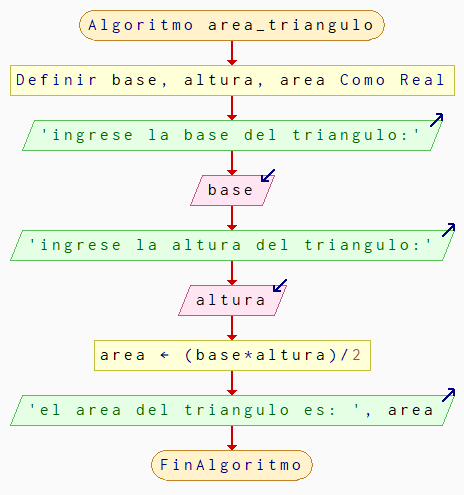 Algoritmo area_triangulo
Definir base, altura, area Como Real
'ingrese la base del triangulo:'
base
'ingrese la altura del triangulo:'
altura
area ← (base*altura)/2
'el area del triangulo es: ', area
FinAlgoritmo